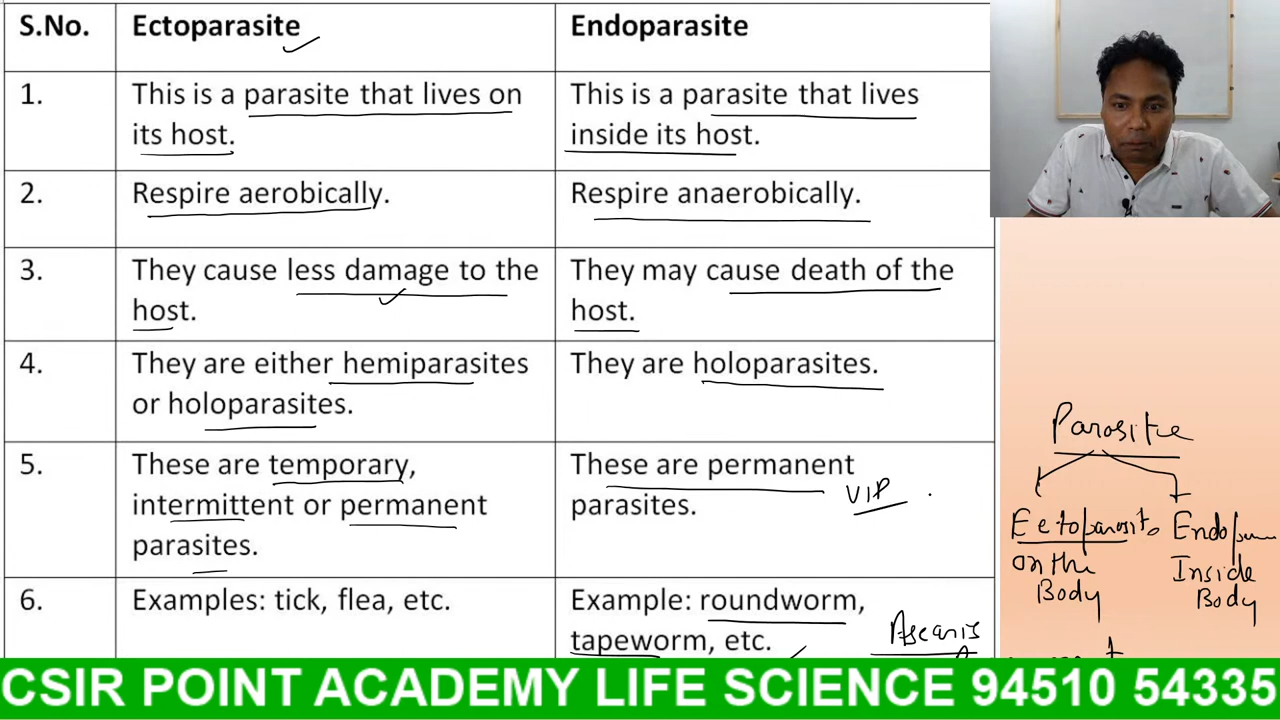 S.No. Ectoparasite Endoparasite
1. This is a parasite that lives on This is a parasite that lives
its host. inside its host.
2. Respire aerobically. Respire anaerobically.
3. They cause less damage to the They may cause death of the
host. host.
4. They are either hemiparasites They are holoparasites.
or holoparasites.
5. These are temporary, These are permanent
intermittent or permanent parasites.
parasites.
VIP
6. Examples: tick, flea, etc. Example: roundworm,
tapeworm, etc.
Ascaris
Parasite
on the
Body
Inside
Body
CSIR POINT ACADEMY LIFE SCIENCE 94510 54335